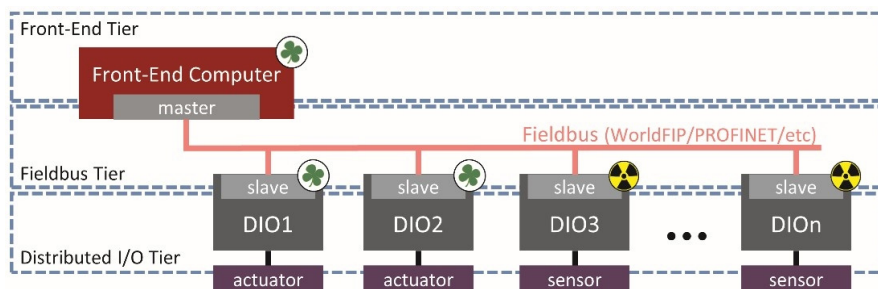 Front-End Tier
Front-End Computer
master
Fieldbus (WorldFIP/PROFINET/etc)
Fieldbus Tier
slave slave slave slave
DIO1 DIO2 DIO3 ... DIOn
Distributed I/O Tier
actuator actuator sensor sensor